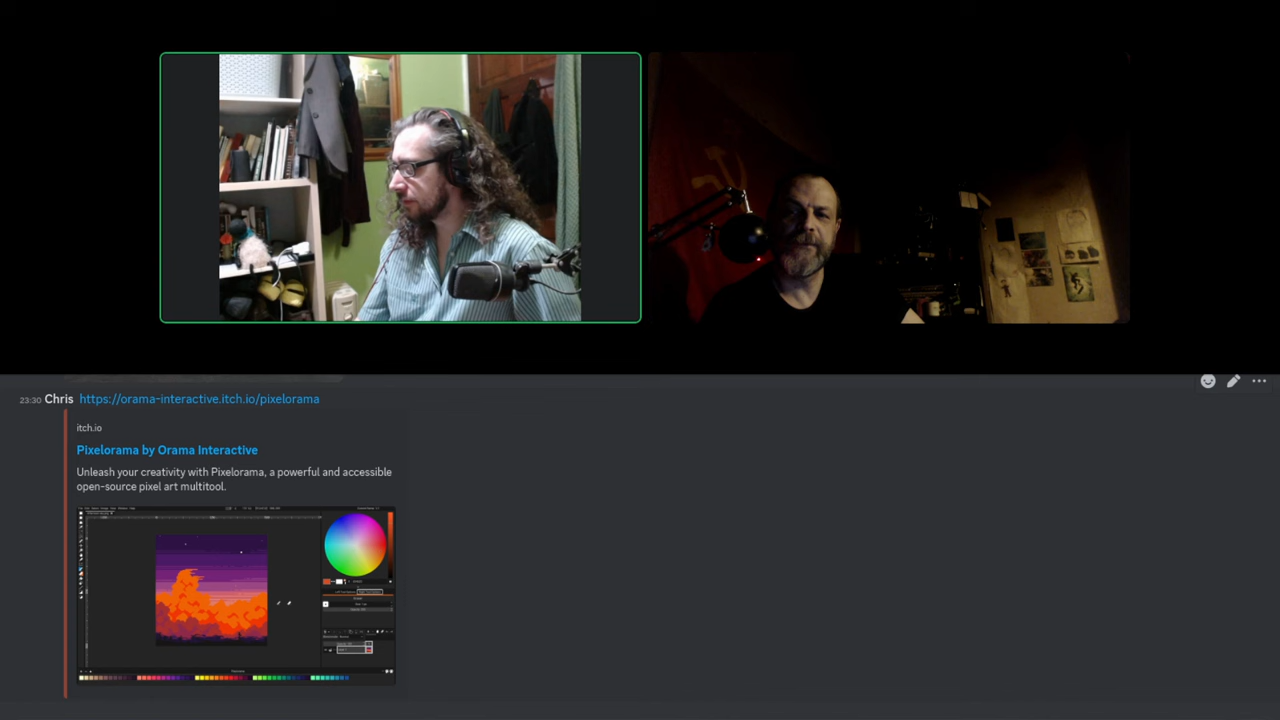 23:30 Chris https://orama-interactive.itch.io/pixelorama
itch.io
Pixelorama by Orama Interactive
Unleash your creativity with Pixelorama, a powerful and accessible
open-source pixel art multitool.